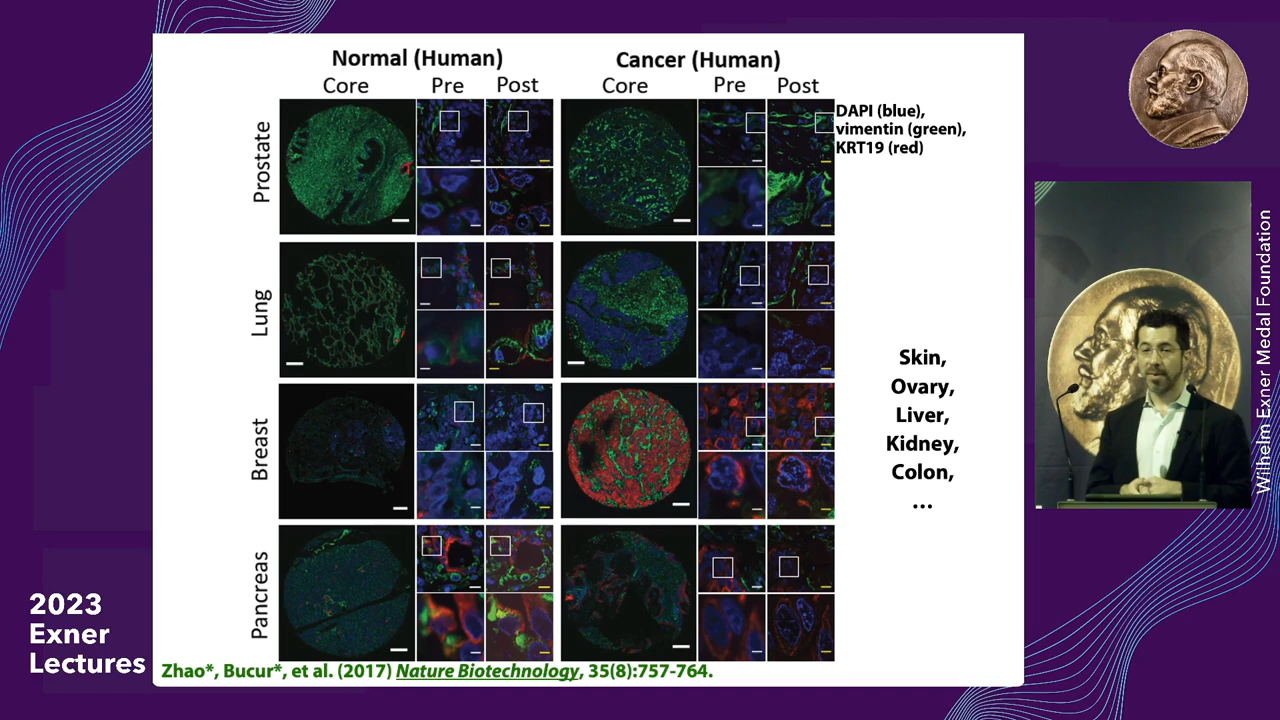 Normal (Human)
Cancer (Human)
Core
Pre
Post
Core
Pre
Post
Prostate
DAPI (blue),
vimentin (green),
KRT19 (red)
Lung
Breast
Pancreas
Skin,
Ovary,
Liver,
Kidney,
Colon,
...
Zhao*, Bucur*, et al. (2017) Nature Biotechnology, 35(8):757-764.
2023
Exner
Lectures
Wilhelm Exner Medal Foundation